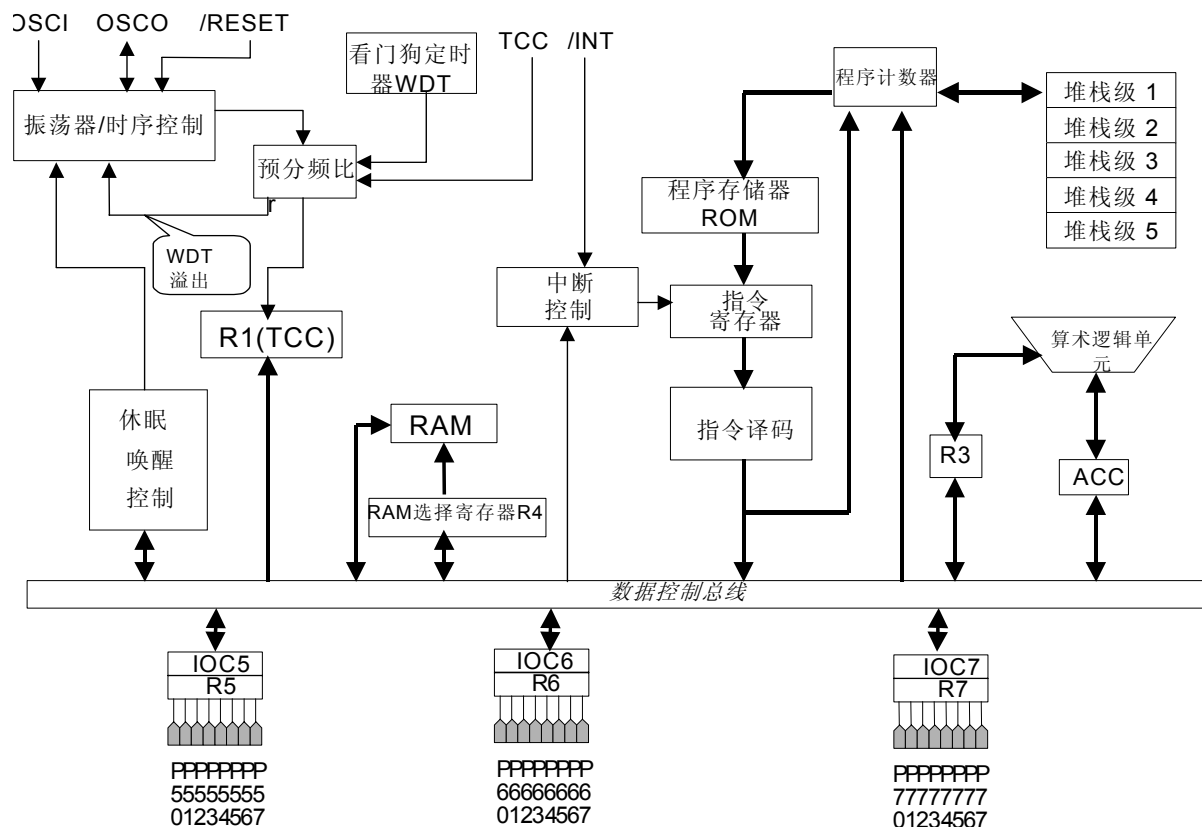 OSCI OSCO /RESET
TCC /INT
看门狗定时
器WDT
程序计数器
振荡器/时序控制
预分频比
r
WDT
溢出
R1(TCC)
休眠
唤醒
控制
RAM
RAM选择寄存器R4
中断
控制
程序存储器
ROM
指令
寄存器
指令译码
堆栈级 1
堆栈级 2
堆栈级 3
堆栈级 4
堆栈级 5
算术逻辑单
元
R3
ACC
数据控制总线
IOC5
R5
PPPPPPPP
55555555
01234567
IOC6
R6
PPPPPPPP
66666666
01234567
IOC7
R7
PPPPPPPP
77777777
01234567